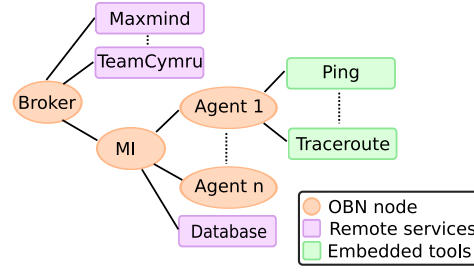 Maxmind
TeamCymru
Broker
Ping
Agent 1
MI
Traceroute
Agent n
Database
OBN node
Remote services
Embedded tools